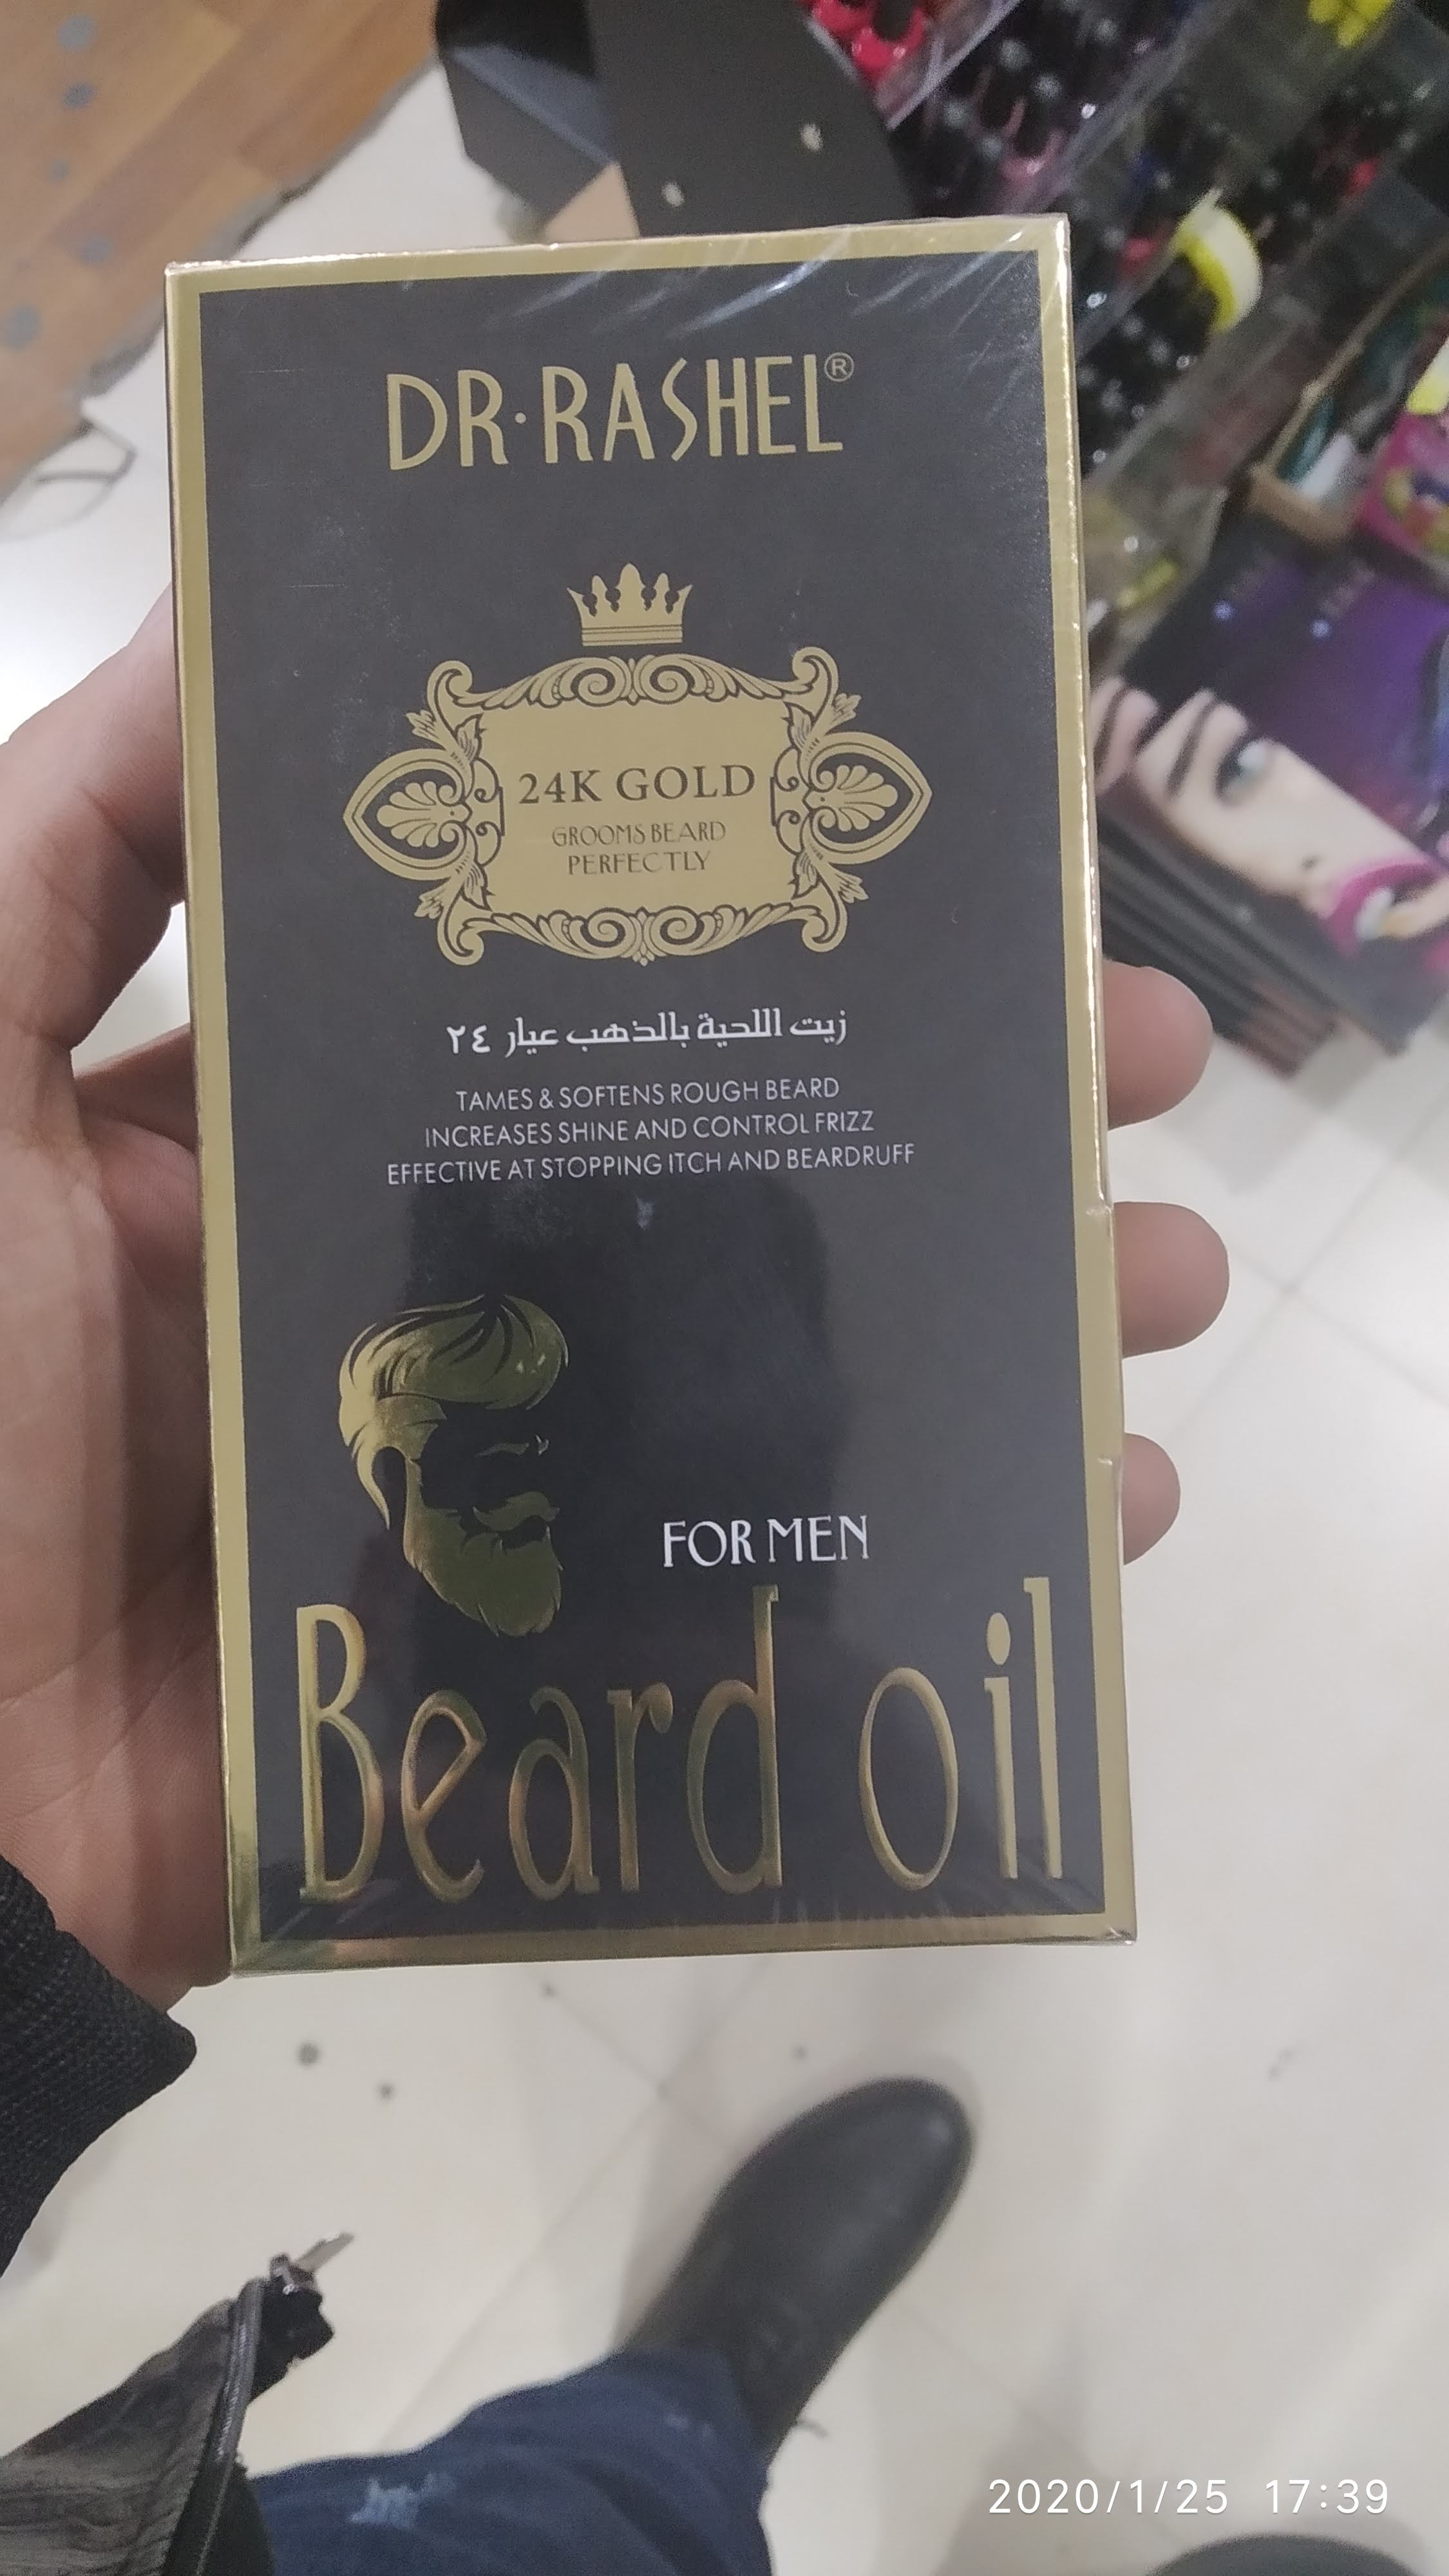 DR·RASHEL®
24K GOLD
GROOMS BEARD
PERFECTLY
زيت اللحية بالذهب عيار ٢٤
TAMES & SOFTENS ROUGH BEARD
INCREASES SHINE AND CONTROL FRIZZ
EFFECTIVE AT STOPPING ITCH AND BEARDRUFF
FOR MEN
Beard oil
2020/1/25 17:39